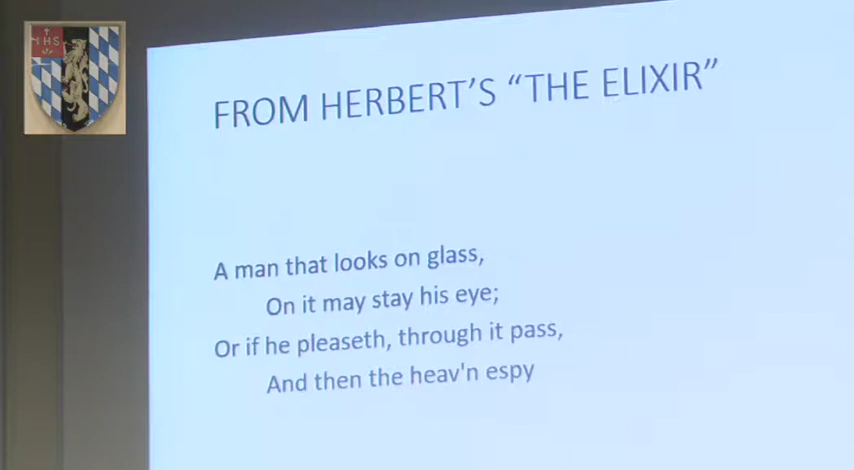 IHS
FROM HERBERT'S “THE ELIXIR”
A man that looks on glass,
On it may stay his eye;
Or if he pleaseth, through it pass,
And then the heav'n espy